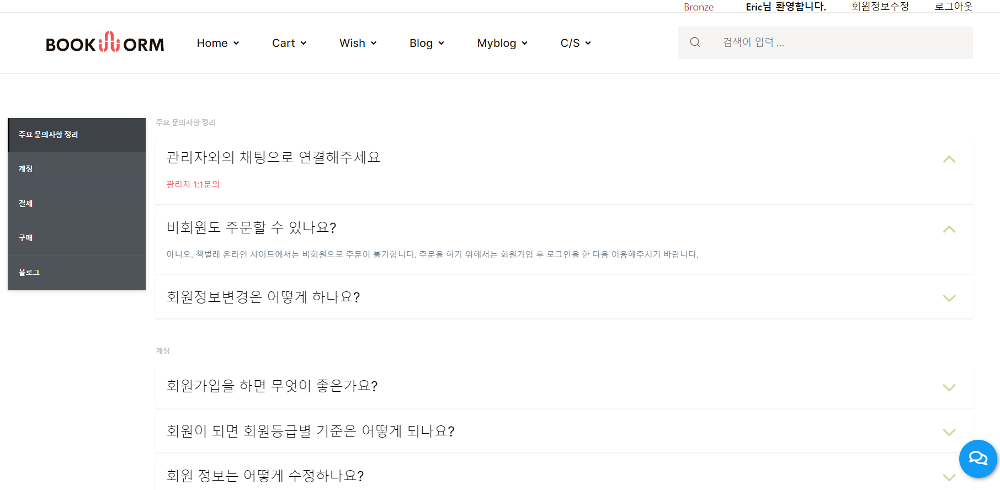 Bronze Eric님 환영합니다. 회원정보수정 로그아웃
BOOKWORM Home Cart Wish Blog Myblog C/S 검색어 입력 ...
주요 문의사항 정리
계정
결제
구매
블로그
주요 문의사항 정리
관리자와의 채팅으로 연결해주세요
관리자 1:1문의
비회원도 주문할 수 있나요?
아니오. 책벌레 온라인 사이트에서는 비회원으로 주문이 불가합니다. 주문을 하기 위해서는 회원가입 후 로그인을 한 다음 이용해주시기 바랍니다.
회원정보변경은 어떻게 하나요?
계정
회원가입을 하면 무엇이 좋은가요?
회원이 되면 회원등급별 기준은 어떻게 되나요?
회원 정보는 어떻게 수정하나요?